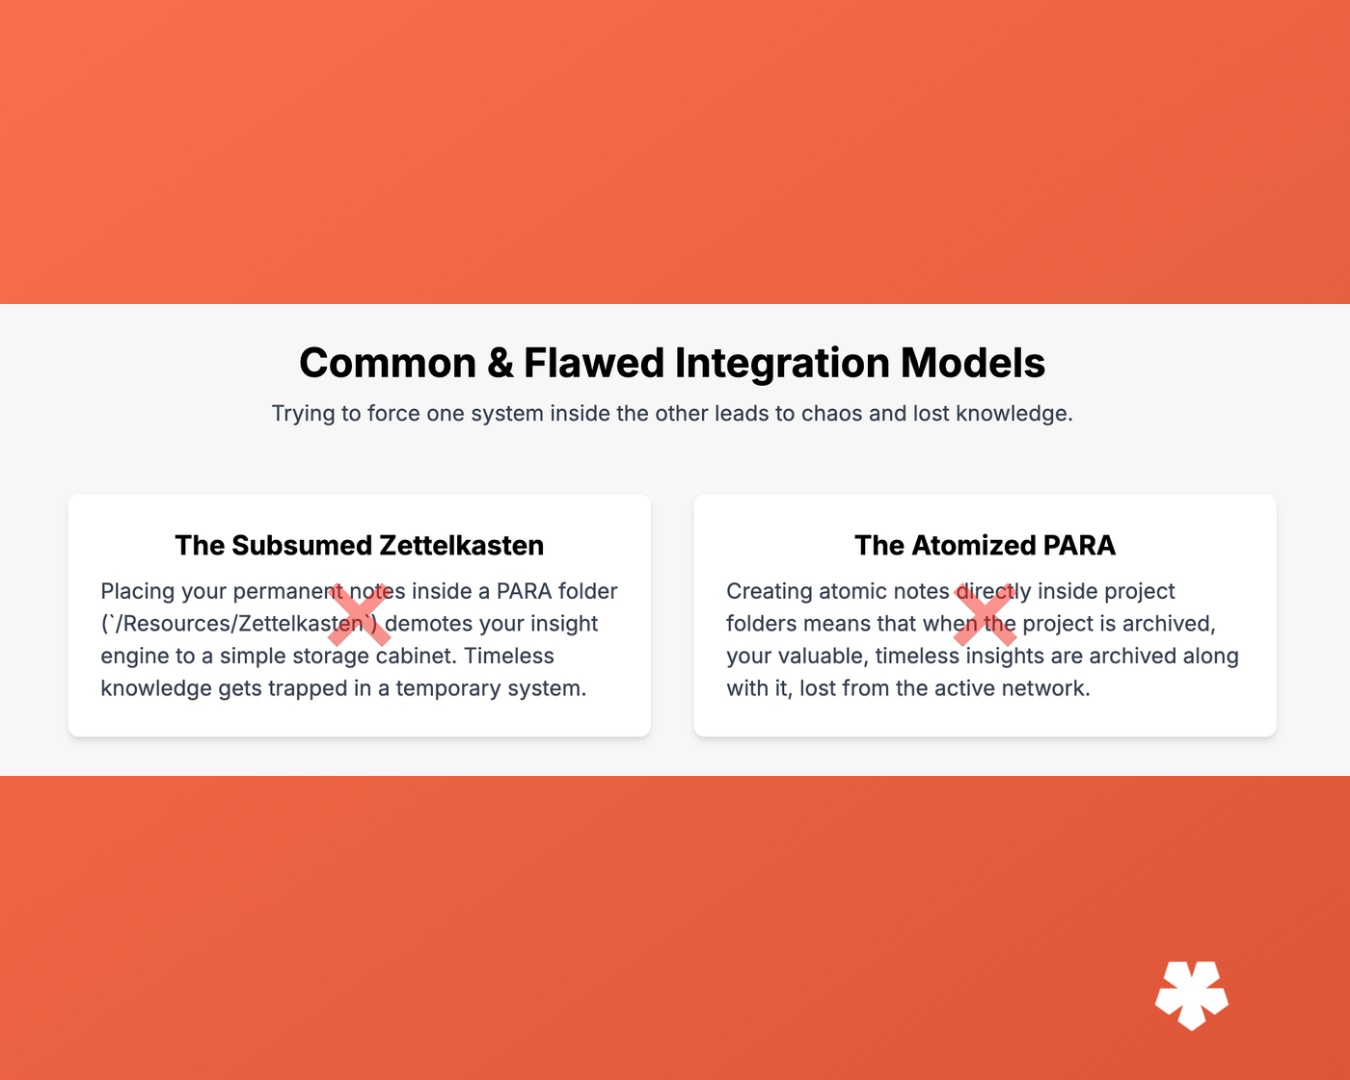 Common & Flawed Integration Models
Trying to force one system inside the other leads to chaos and lost knowledge.
The Subsumed Zettelkasten
Placing your permanent notes inside a PARA folder
(`/Resources/Zettelkasten`) demotes your insight
engine to a simple storage cabinet. Timeless
knowledge gets trapped in a temporary system.
The Atomized PARA
Creating atomic notes directly inside project
folders means that when the project is archived,
your valuable, timeless insights are archived along
with it, lost from the active network.